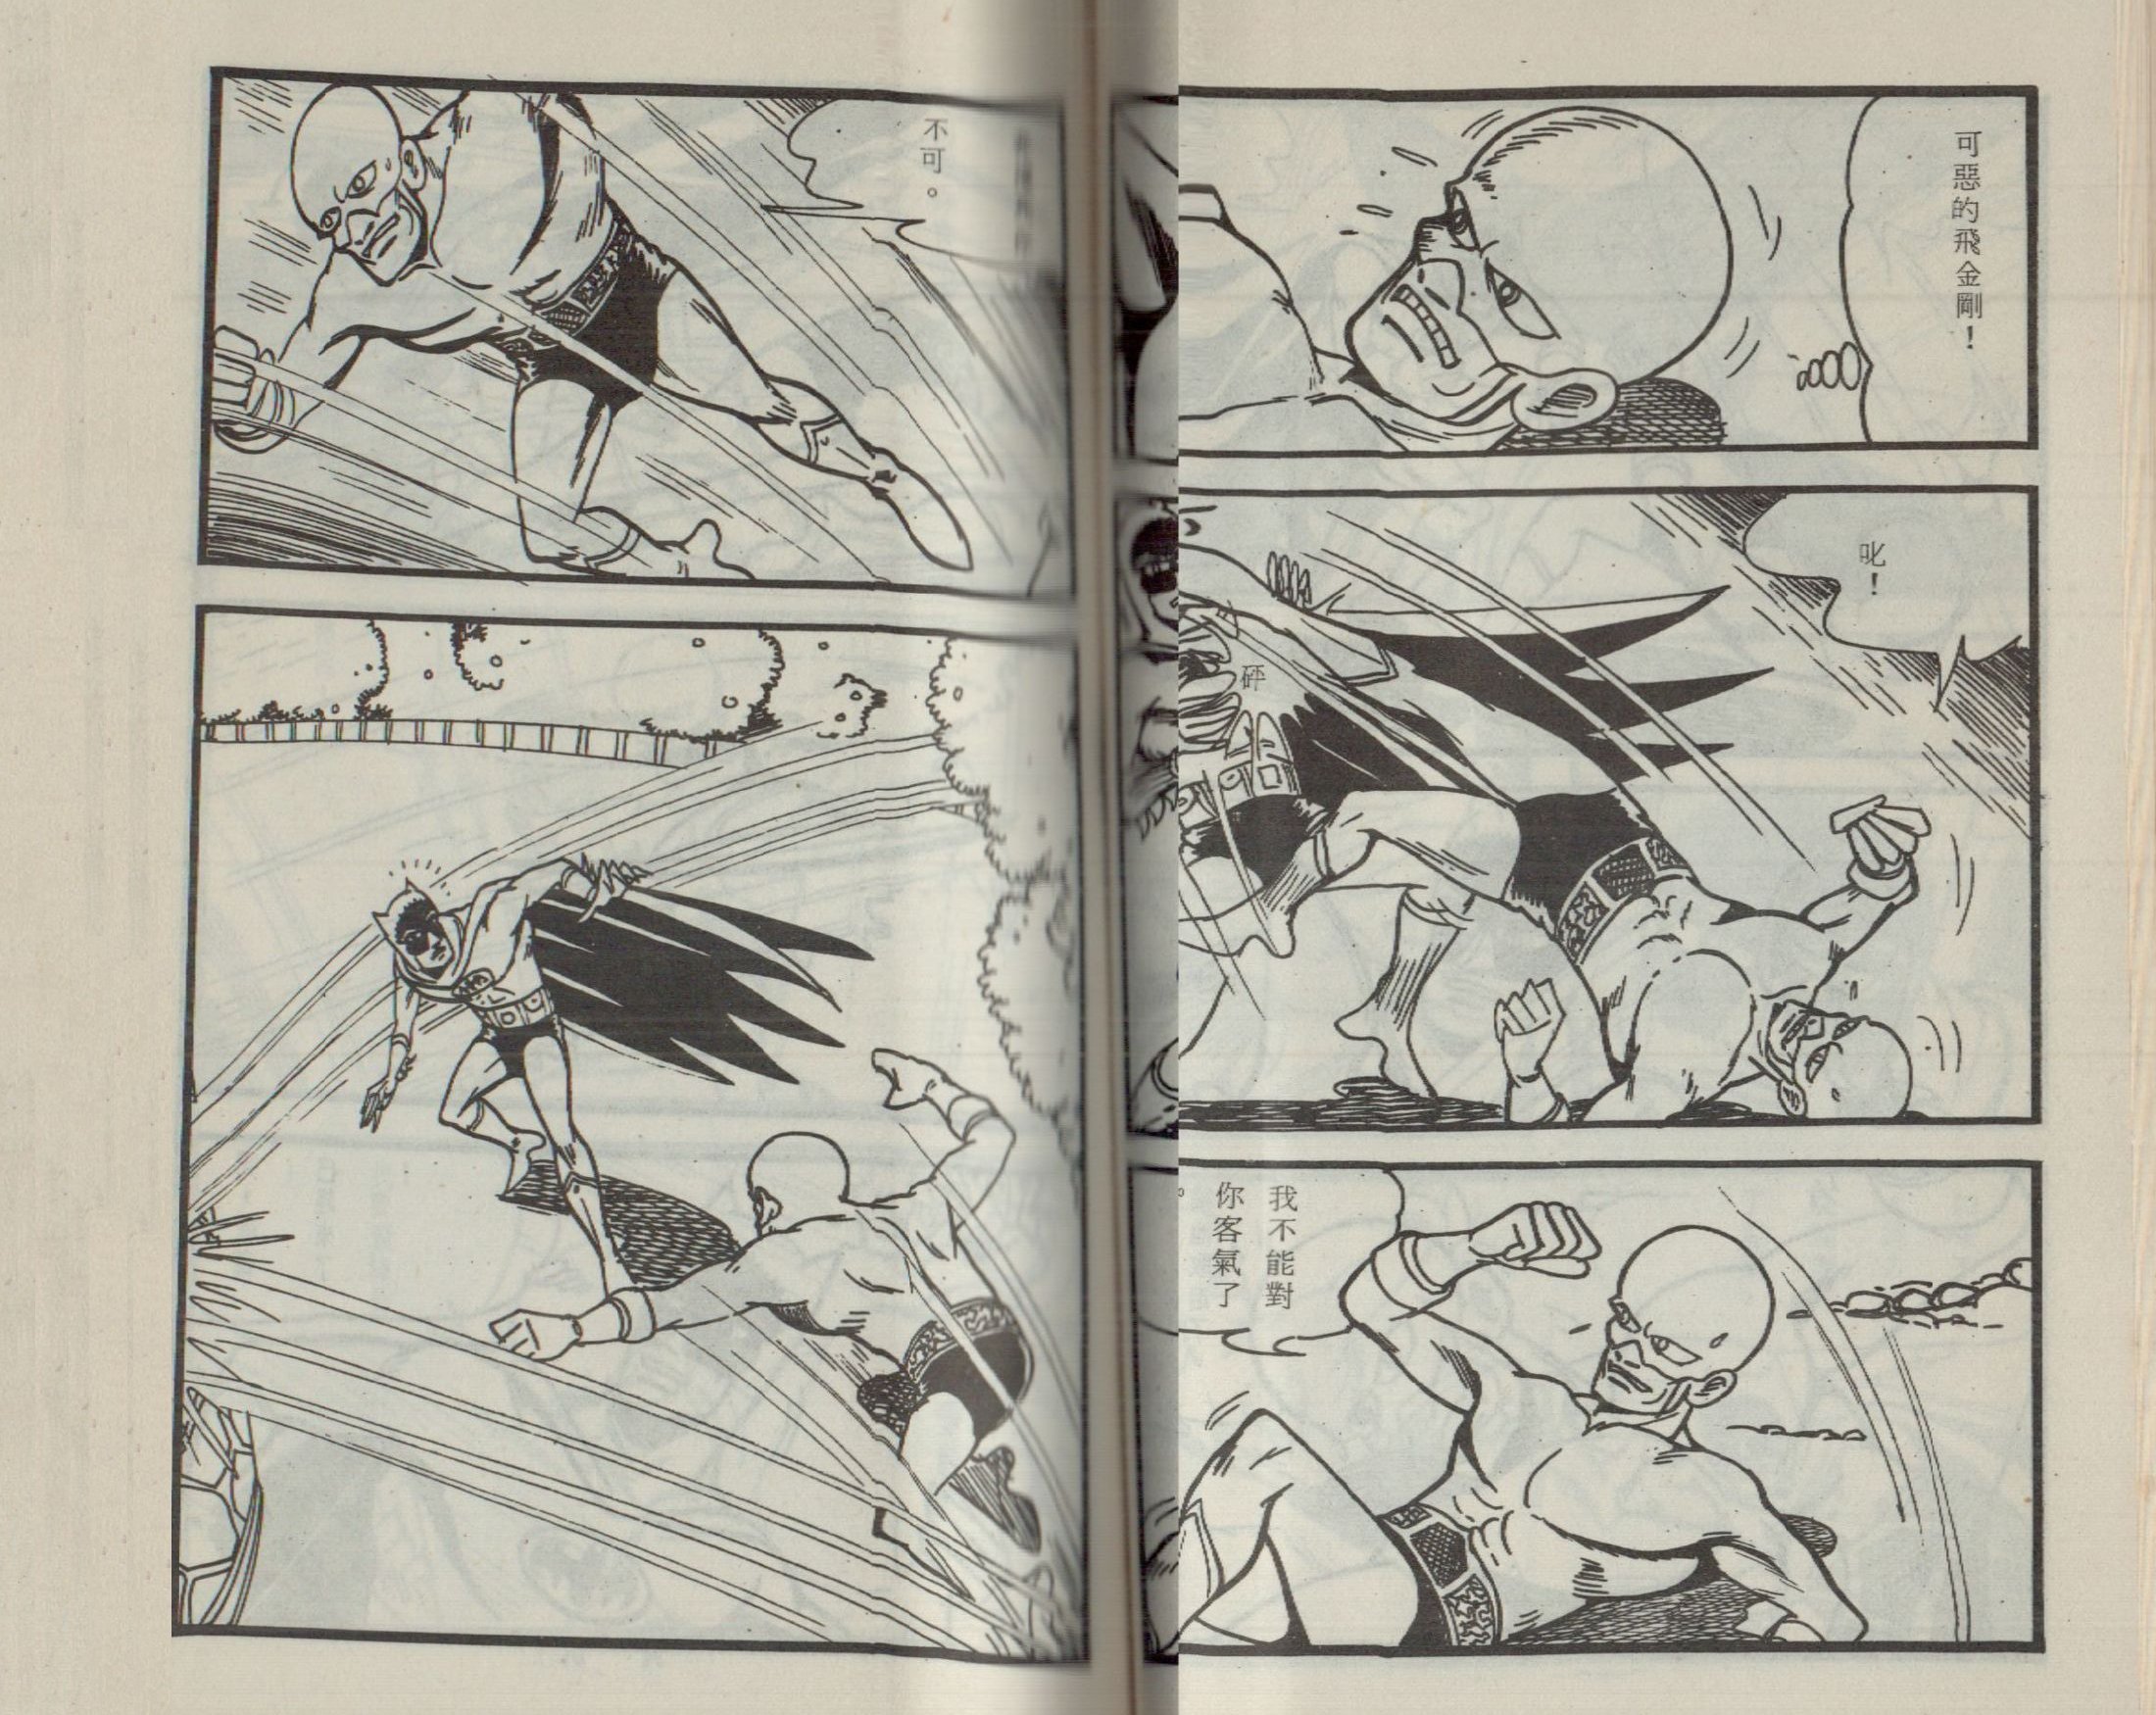 可惡的飛金剛！
叱！
砰
我不能對
你客氣了
。
不可。